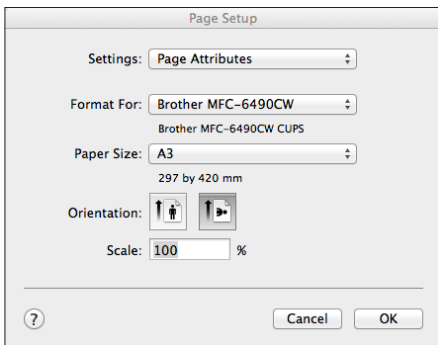 Page Setup
Settings: Page Attributes
Format For: Brother MFC-6490CW
Brother MFC-6490CW CUPS
Paper Size: A3
297 by 420 mm
Orientation:
Scale: 100 %
? Cancel OK